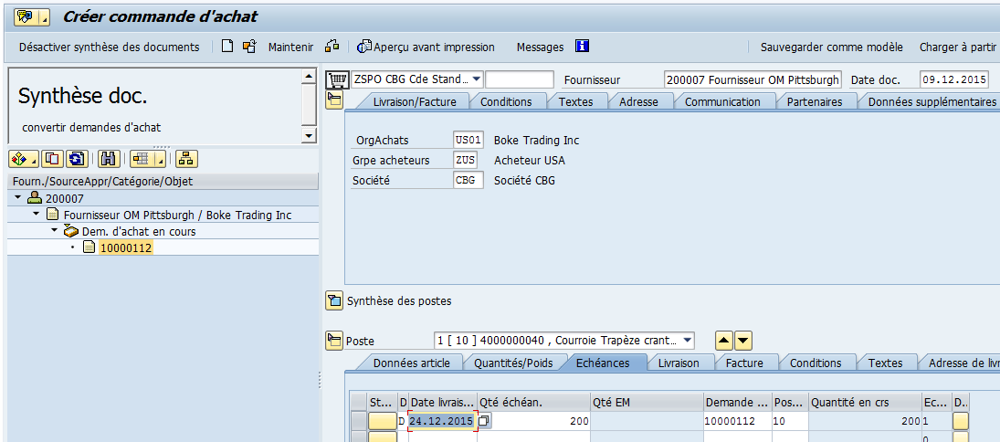 Créer commande d'achat
Désactiver synthèse des documents Maintenir Aperçu avant impression Messages Sauvegarder comme modèle Charger à partir
Synthèse doc.
convertir demandes d'achat
Fourn./SourceAppr/Catégorie/Objet
200007
Fournisseur OM Pittsburgh / Boke Trading Inc
Dem. d'achat en cours
10000112
ZSPO CBG Cde Stand... Fournisseur 200007 Fournisseur OM Pittsburgh Date doc. 09.12.2015
Livraison/Facture Conditions Textes Adresse Communication Partenaires Données supplémentaires
OrgAchats US01 Boke Trading Inc
Grpe acheteurs ZUS Acheteur USA
Société CBG Société CBG
Synthèse des postes
Poste 1 [ 10 ] 4000000040 , Courroie Trapèze crant...
Données article Quantités/Poids Echéances Livraison Facture Conditions Textes Adresse de livr
St... D Date livrais... Qté échéan. Qté EM Demande ... Pos... Quantité en crs Ec... D..
D 24.12.2015 200 10000112 10 200 1
0